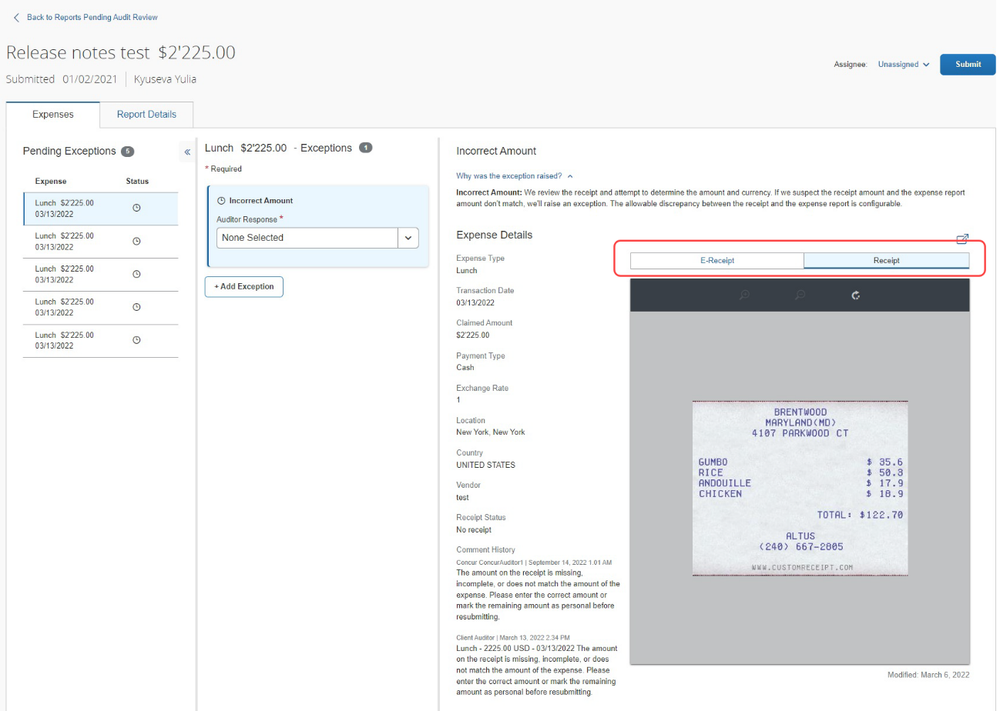 Back to Reports Pending Audit Review
Release notes test $2'225.00
Submitted 01/02/2021 Kyuseva Yulia
Assignee: Unassigned
Submit
Expenses
Report Details
Pending Exceptions 5
«
Expense Status
Lunch $2'225.00
03/13/2022
Lunch $2'225.00
03/13/2022
Lunch $2'225.00
03/13/2022
Lunch $2'225.00
03/13/2022
Lunch $2'225.00
03/13/2022
Lunch $2'225.00 - Exceptions 1
* Required
Incorrect Amount
Auditor Response *
None Selected
+ Add Exception
Incorrect Amount
Why was the exception raised?
Incorrect Amount: We review the receipt and attempt to determine the amount and currency. If we suspect the receipt amount and the expense report
amount don't match, we'll raise an exception. The allowable discrepancy between the receipt and the expense report is configurable.
Expense Details
Expense Type
Lunch
Transaction Date
03/13/2022
Claimed Amount
$2'225.00
Payment Type
Cash
Exchange Rate
1
Location
New York, New York
Country
UNITED STATES
Vendor
test
Receipt Status
No receipt
Comment History
Concur ConcurAuditor1 | September 14, 2022 1.01 AM
The amount on the receipt is missing,
incomplete, or does not match the amount of the
expense. Please enter the correct amount or
mark the remaining amount as personal before
resubmitting.
Client Auditor | March 13, 2022 2.34 PM
Lunch - 2225.00 USD - 03/13/2022 The amount
on the receipt is missing, incomplete, or does
not match the amount of the expense. Please
enter the correct amount or mark the remaining
amount as personal before resubmitting.
E-Receipt
Receipt
BRENTWOOD
MARYLAND(MD)
4107 PARKWOOD CT
GUMBO $ 35.6
RICE $ 50.3
ANDOUILLE $ 17.9
CHICKEN $ 18.9
TOTAL: $122.70
ALTUS
(240) 667-2805
WWW.CUSTOMRECEIPT.COM
Modified: March 6, 2022